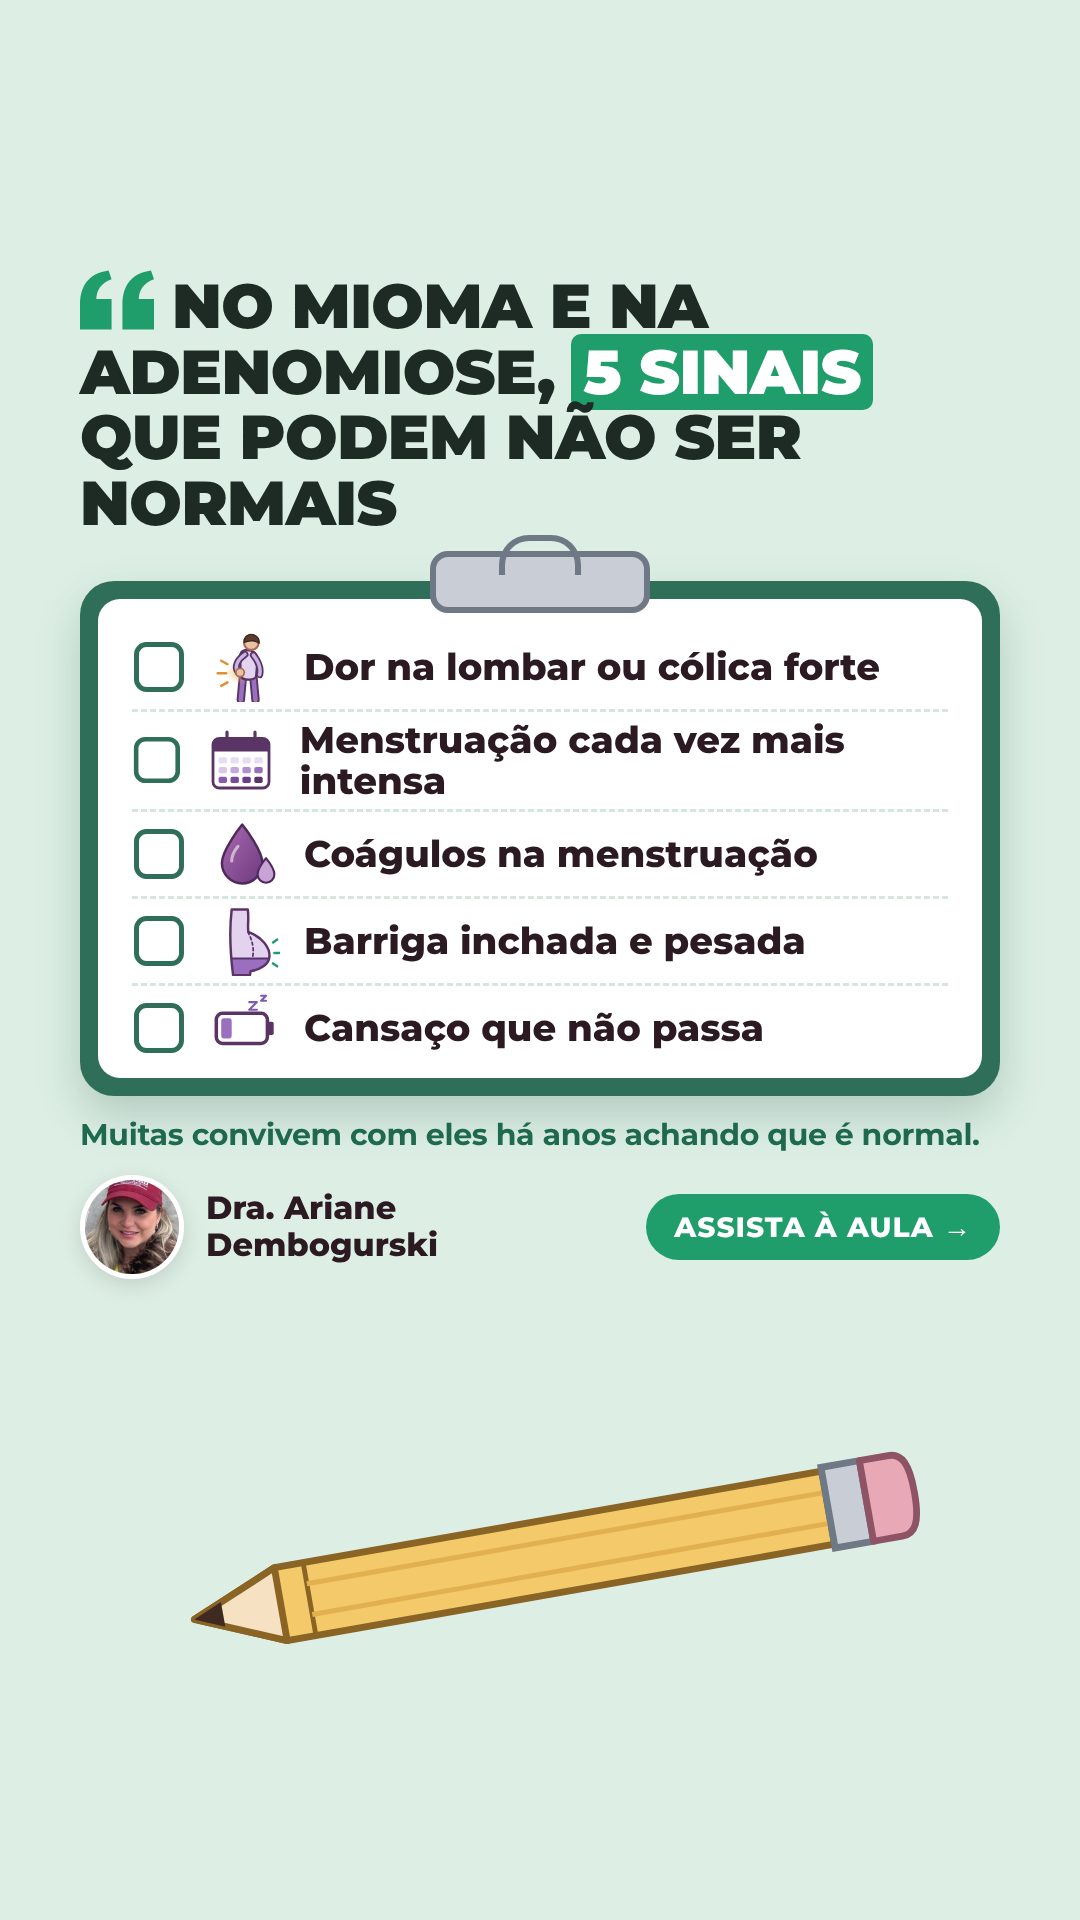 ❝ NO MIOMA E NA
ADENOMIOSE, 5 SINAIS
QUE PODEM NÃO SER
NORMAIS
Dor na lombar ou cólica forte
Menstruação cada vez mais
intensa
Coágulos na menstruação
Barriga inchada e pesada
zz
Cansaço que não passa
Muitas convivem com eles há anos achando que é normal.
Dra. Ariane
Dembogurski
ASSISTA À AULA →